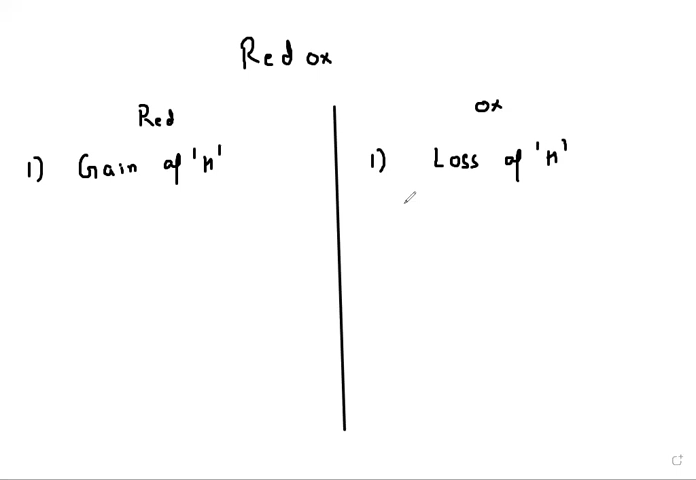 Redox
Red
ox
1) Gain of 'H'
1) Loss of 'H'